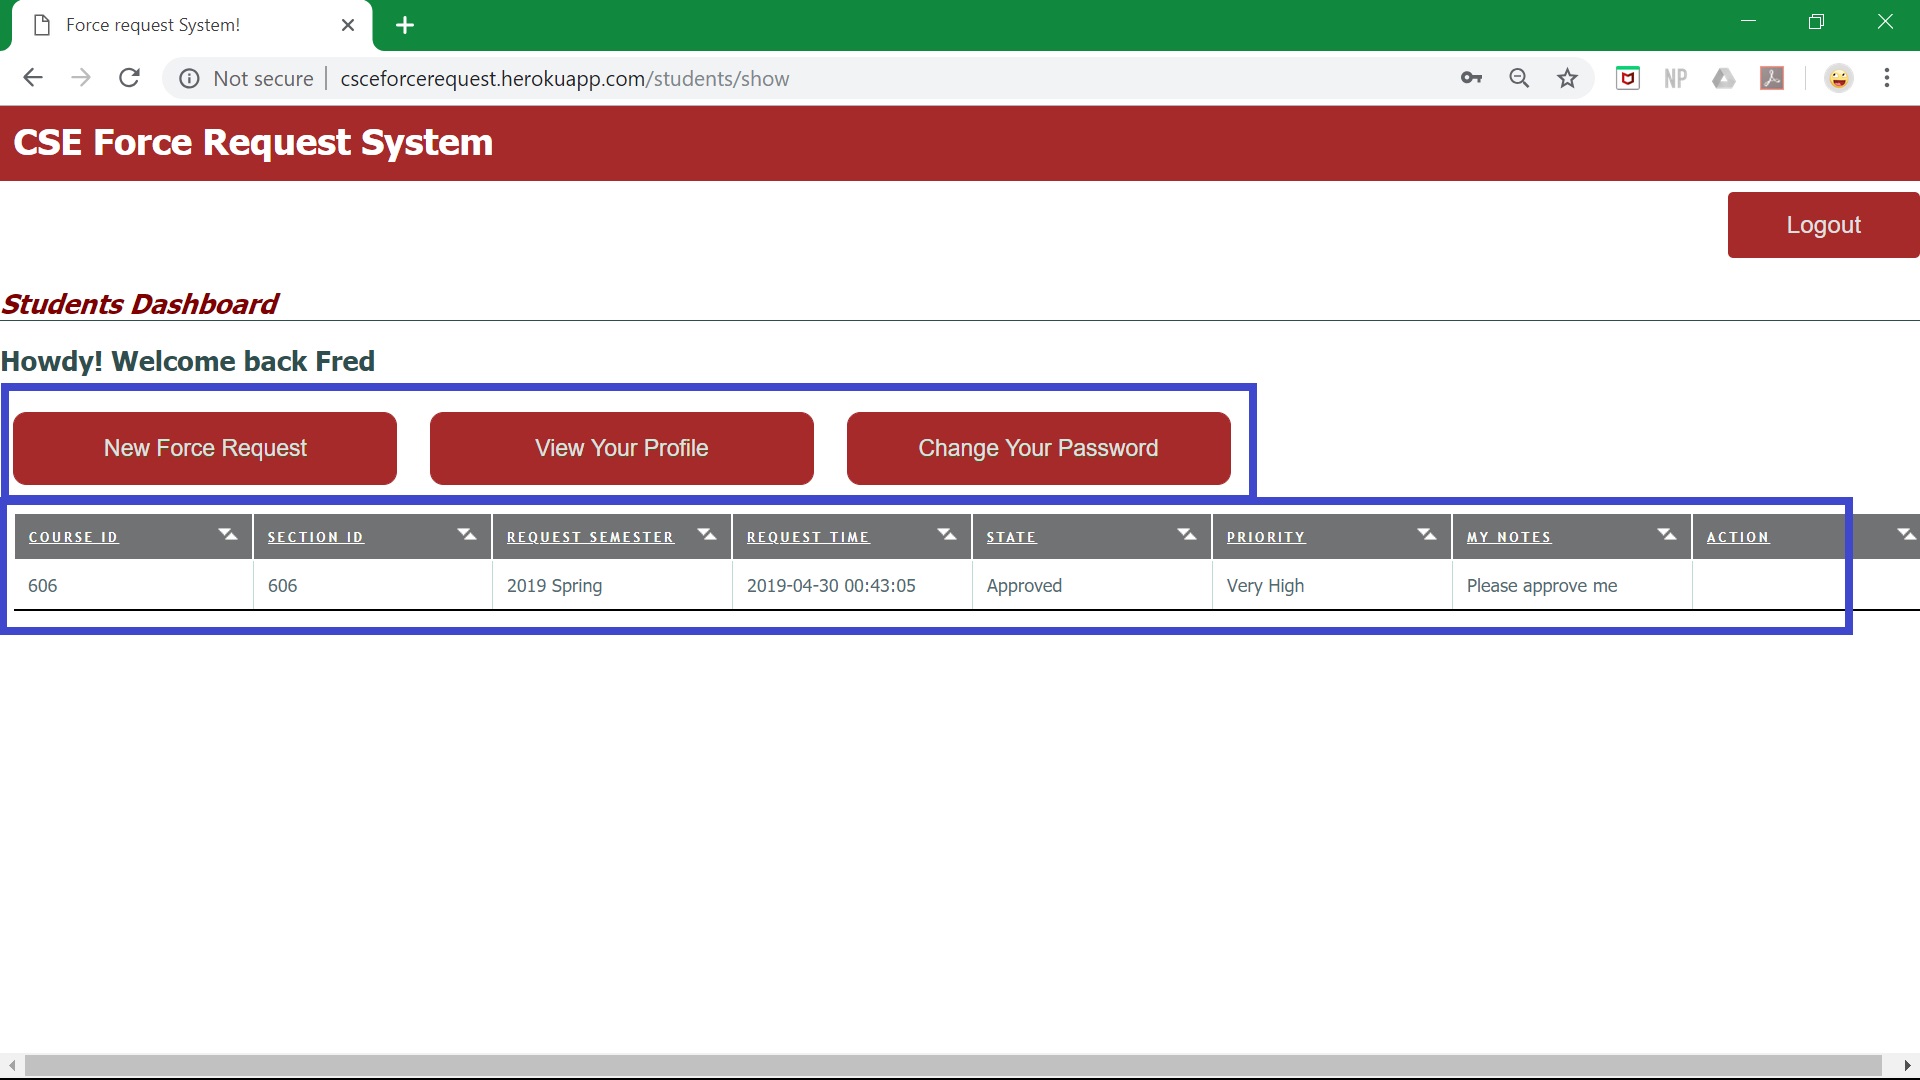 Force request System!
Not secure | csceforcerequest.herokuapp.com/students/show
NP
CSE Force Request System
Logout
Students Dashboard
Howdy! Welcome back Fred
New Force Request View Your Profile Change Your Password
COURSE ID SECTION ID REQUEST SEMESTER REQUEST TIME STATE PRIORITY MY NOTES ACTION
606 606 2019 Spring 2019-04-30 00:43:05 Approved Very High Please approve me